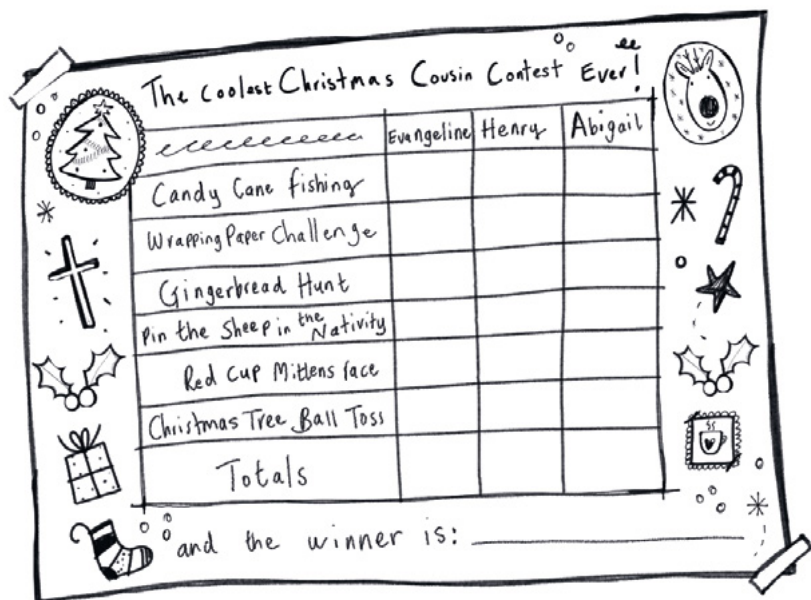 The Coolest Christmas Cousin Contest Ever!
Evangeline Henry Abigail
Candy Cane fishing
Wrapping Paper Challenge
Gingerbread Hunt
Pin the Sheep in the Nativity
Red Cup Mittens race
Christmas Tree Ball Toss
Totals
and the winner is: